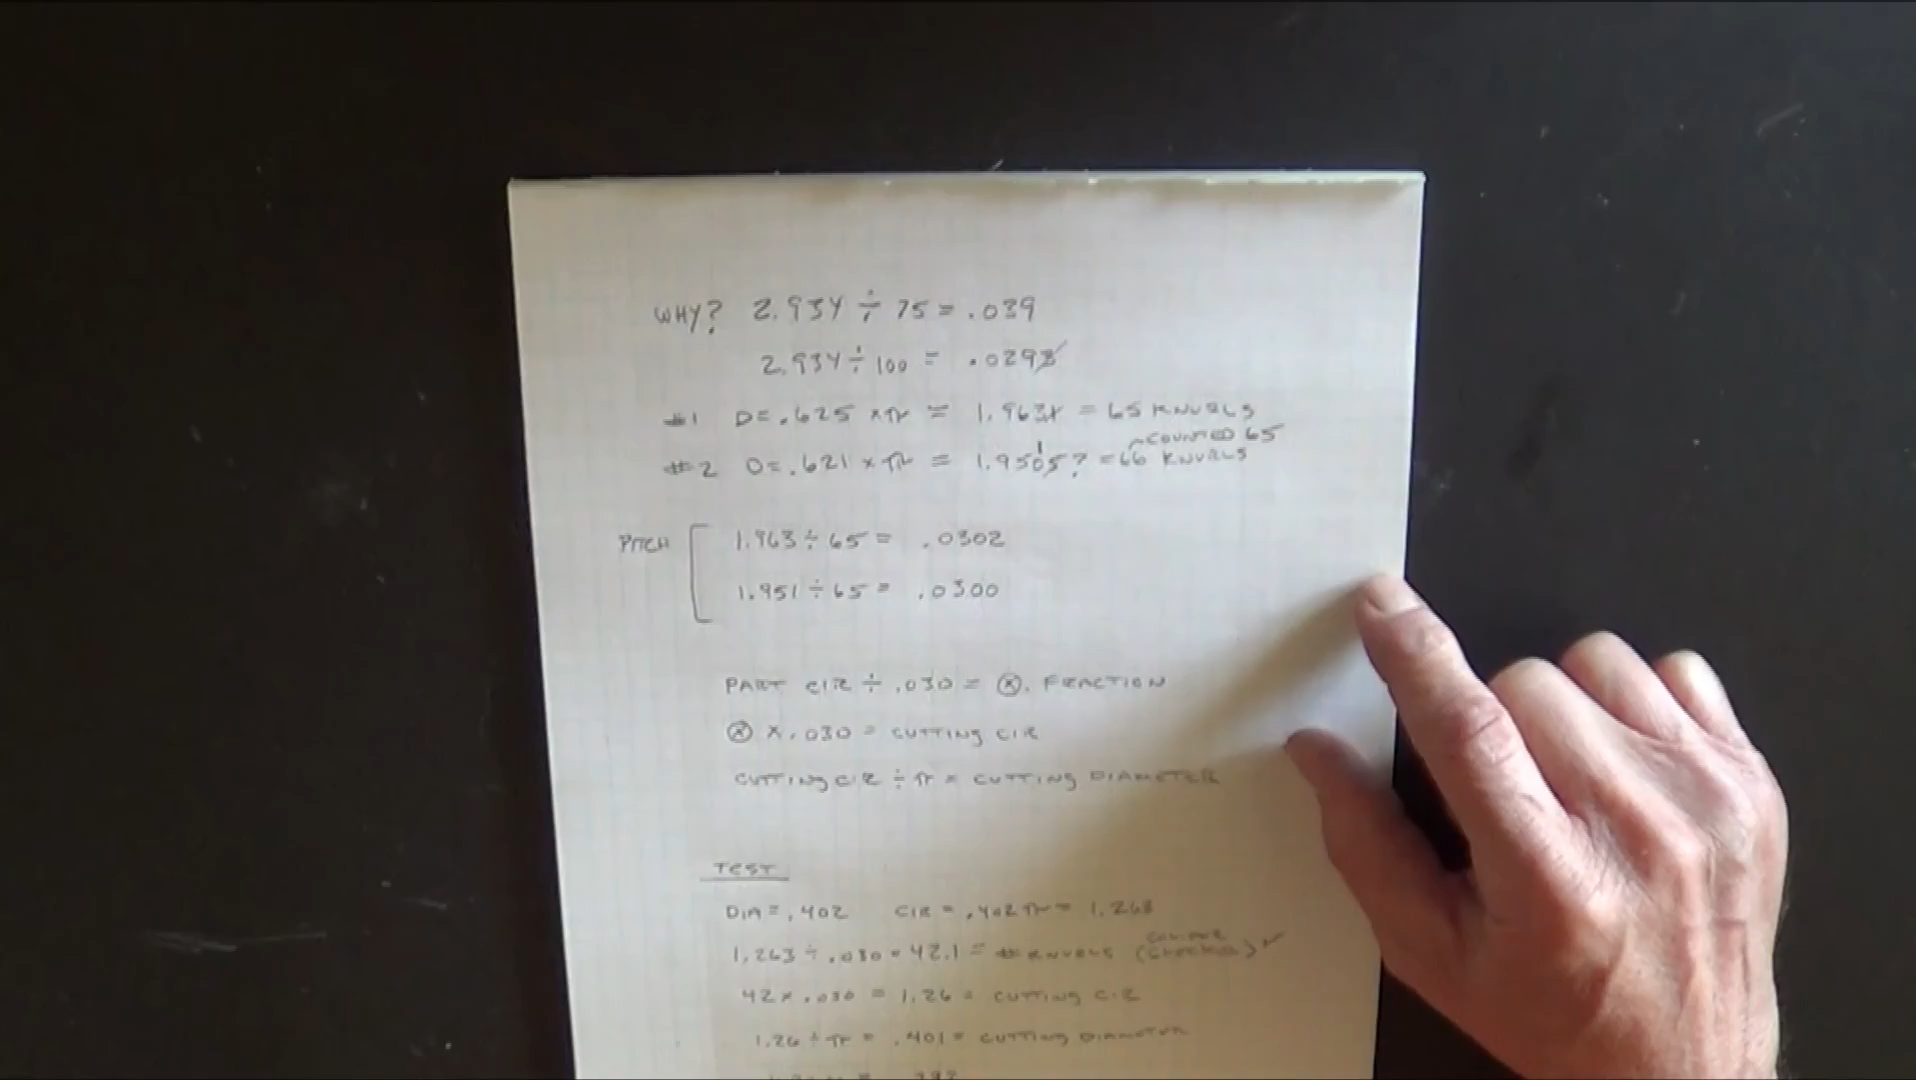 WHY? 2.934 ÷ 75 = .039
2.934 ÷ 100 = .0293
#1 D=.625 x π = 1.963 = 65 KNURLS
COUNTED 65
#2 D=.621 x π = 1.9505? = 66 KNURLS
PITCH
1.963 ÷ 65 = .0302
1.951 ÷ 65 = .0300
PART CIR ÷ .030 = ⓧ. FRACTION
ⓧ x .030 = CUTTING CIR
CUTTING CIR ÷ π = CUTTING DIAMETER
TEST
DIA = .402 CIR = .402 π = 1.263
1.263 ÷ .030 = 42.1 = # KNURLS (CHECKED) ✓
42 x .030 = 1.26 = CUTTING CIR
1.26 ÷ π = .401 = CUTTING DIAMETER